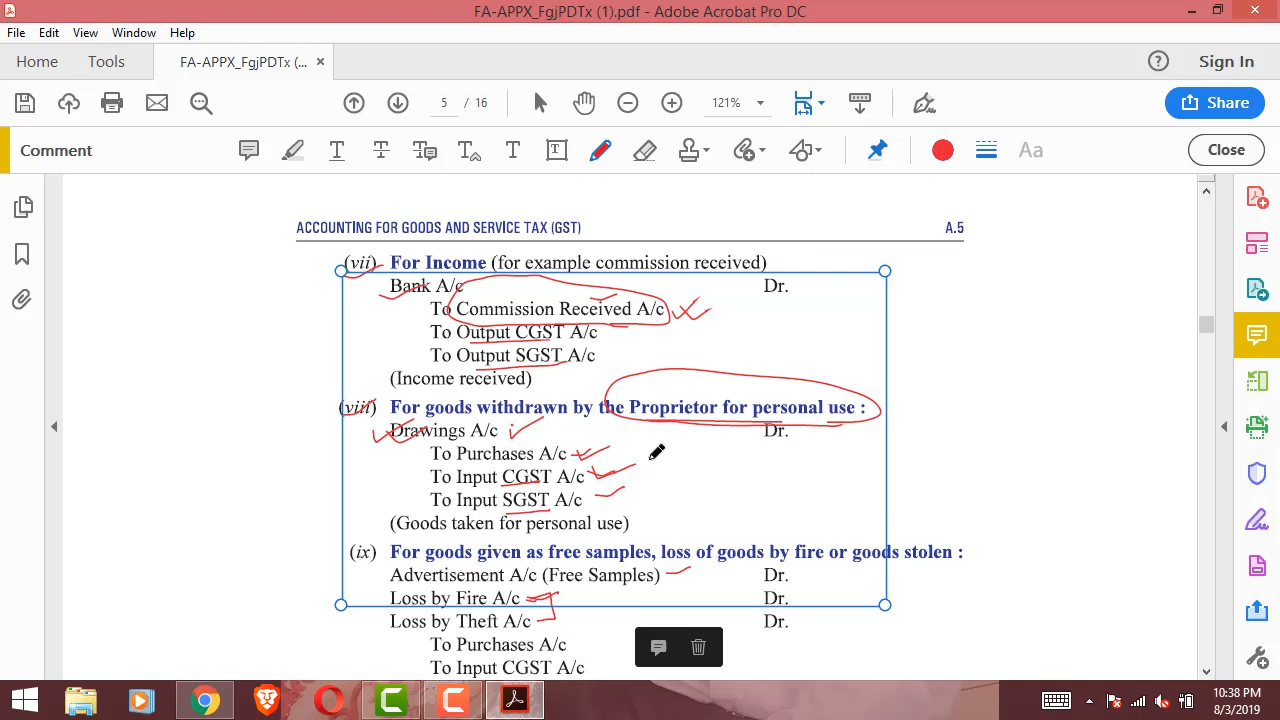 FA-APPX_FgjPDTx (1).pdf - Adobe Acrobat Pro DC
File Edit View Window Help
Home Tools FA-APPX_FgjPDTx (... × Sign In
5 / 16 121% Share
Comment Aa Close
ACCOUNTING FOR GOODS AND SERVICE TAX (GST) A.5
(vii) For Income (for example commission received)
Bank A/c Dr.
To Commission Received A/c
To Output CGST A/c
To Output SGST A/c
(Income received)
(viii) For goods withdrawn by the Proprietor for personal use :
Drawings A/c Dr.
To Purchases A/c
To Input CGST A/c
To Input SGST A/c
(Goods taken for personal use)
(ix) For goods given as free samples, loss of goods by fire or goods stolen :
Advertisement A/c (Free Samples) Dr.
Loss by Fire A/c Dr.
Loss by Theft A/c Dr.
To Purchases A/c
To Input CGST A/c
10:38 PM
8/3/2019